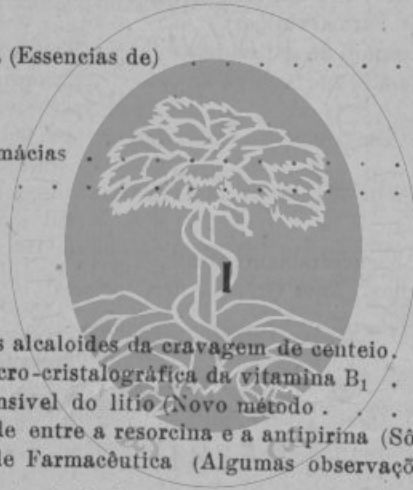 (Essencias de) . . . . . .
mácias . . . . . .
. . . . . . .
I
s alcaloides da cravagem de centeio.
cro-cristalográfica da vitamina B₁ .
nsível do litio (Novo método . . .
de entre a resorcina e a antipirina (Sô
de Farmacêutica (Algumas observaçõ